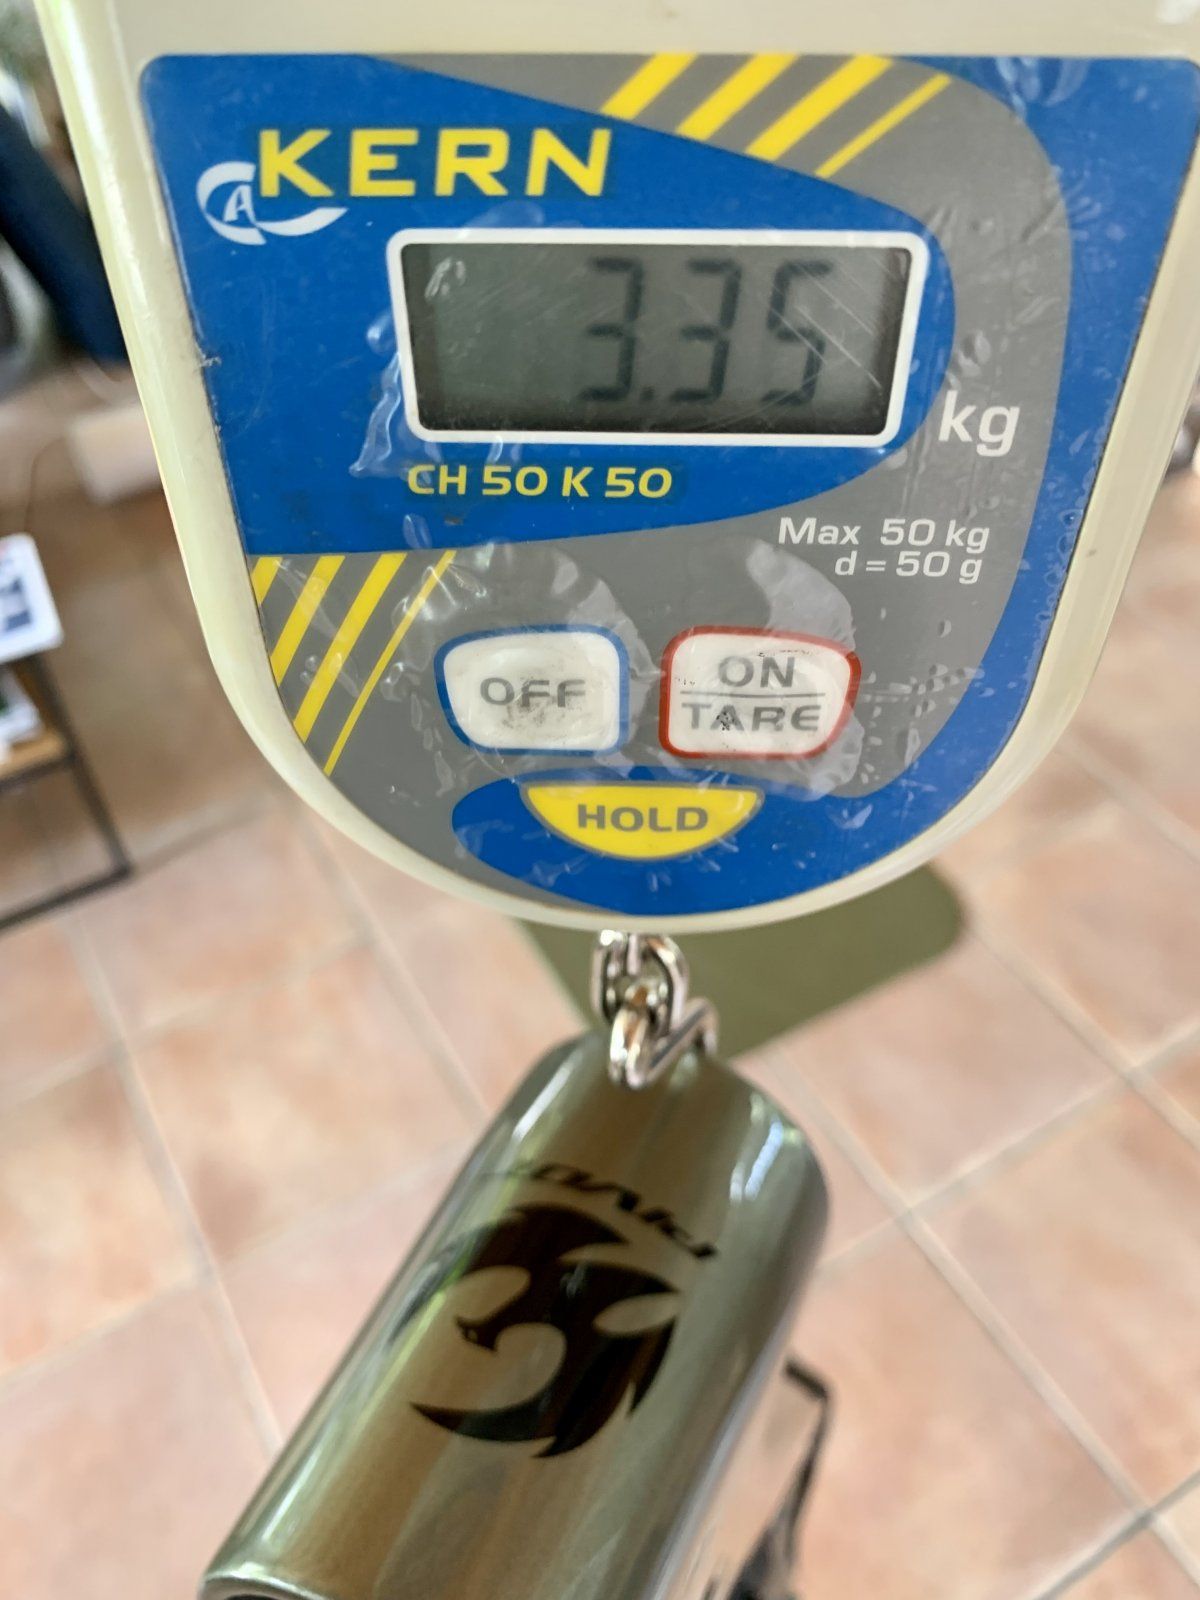 KERN
3.35
kg
CH 50 K 50
Max 50 kg
d = 50 g
OFF
ON
TARE
HOLD